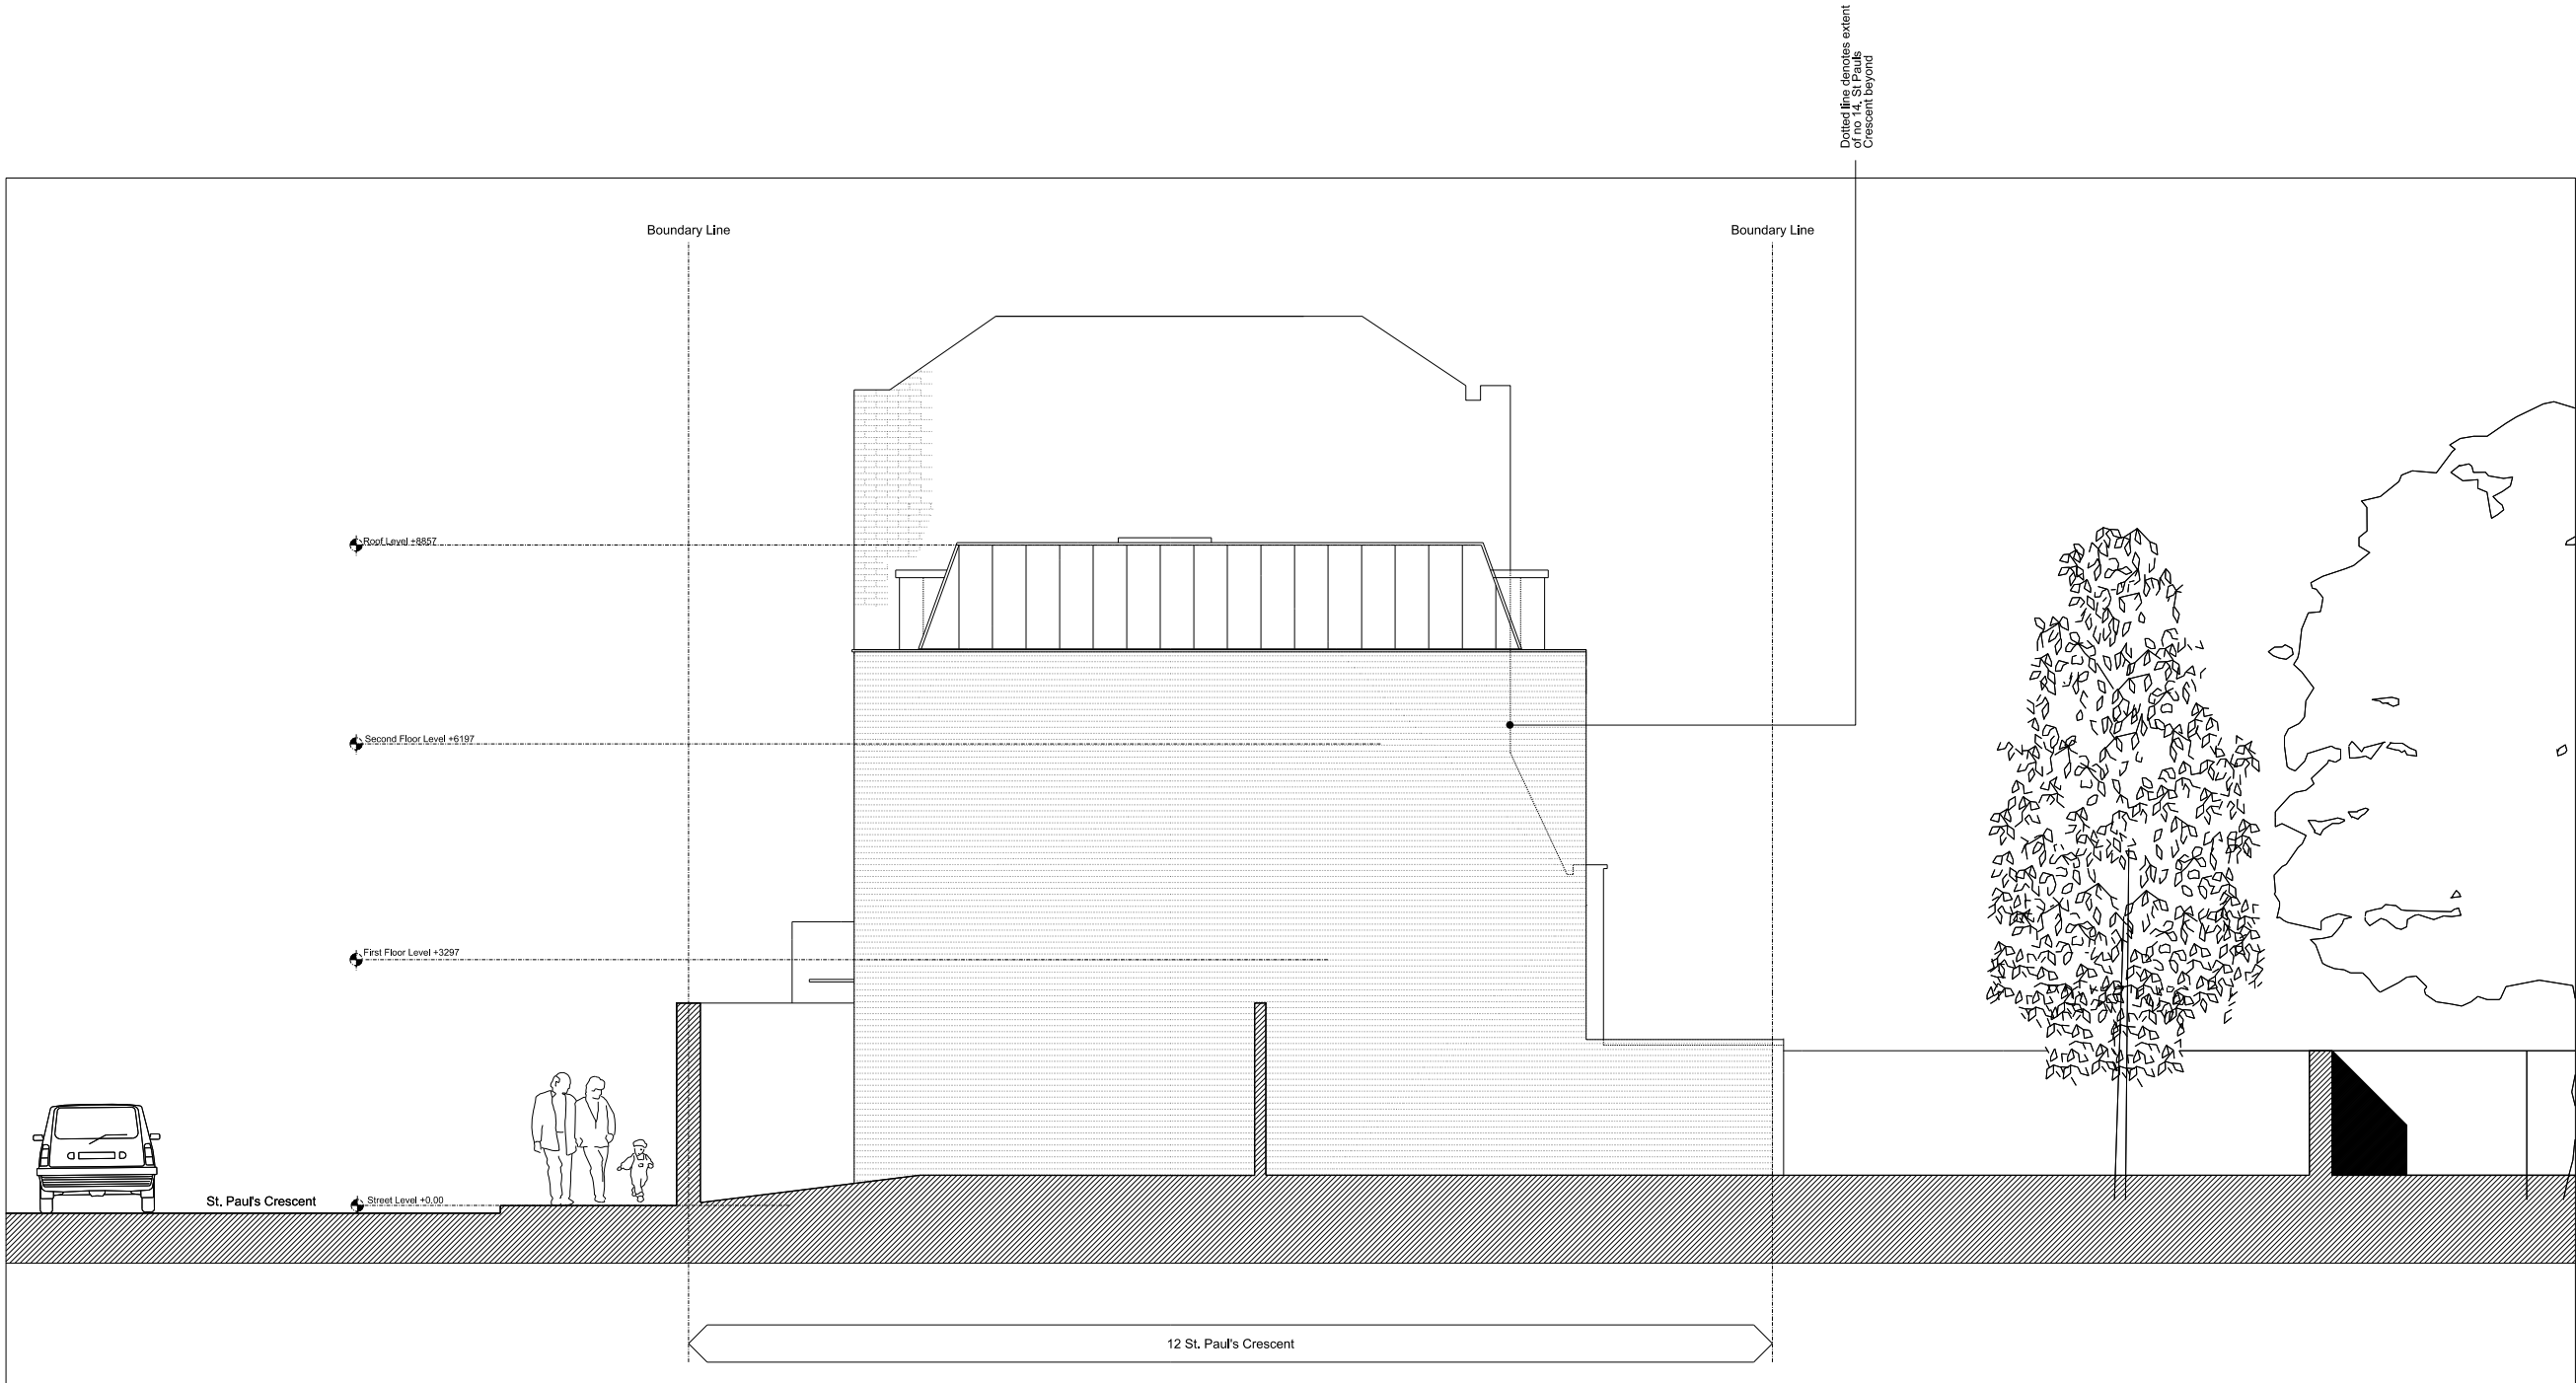 Dotted line denotes extent
of no 14, St Pauls
Crescent beyond
Boundary Line
Boundary Line
Roof Level +8857
Second Floor Level +6197
First Floor Level +3297
St. Paul's Crescent
Street Level +0.00
12 St. Paul's Crescent